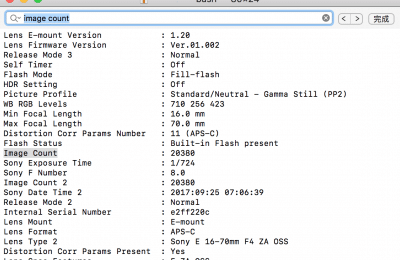 bash — 80×24
image count
完成
Lens E-mount Version : 1.20
Lens Firmware Version : Ver.01.002
Release Mode 3 : Normal
Self Timer : Off
Flash Mode : Fill-flash
HDR Setting : Off
Picture Profile : Standard/Neutral - Gamma Still (PP2)
WB RGB Levels : 710 256 423
Min Focal Length : 16.0 mm
Max Focal Length : 70.0 mm
Distortion Corr Params Number : 11 (APS-C)
Flash Status : Built-in Flash present
Image Count : 20380
Sony Exposure Time : 1/724
Sony F Number : 8.0
Image Count 2 : 20380
Sony Date Time 2 : 2017:09:25 07:06:39
Release Mode 2 : Normal
Internal Serial Number : e2ff220c
Lens Mount : E-mount
Lens Format : APS-C
Lens Type 2 : Sony E 16-70mm F4 ZA OSS
Distortion Corr Params Present : Yes
Lens Spec Features : E ZA OSS